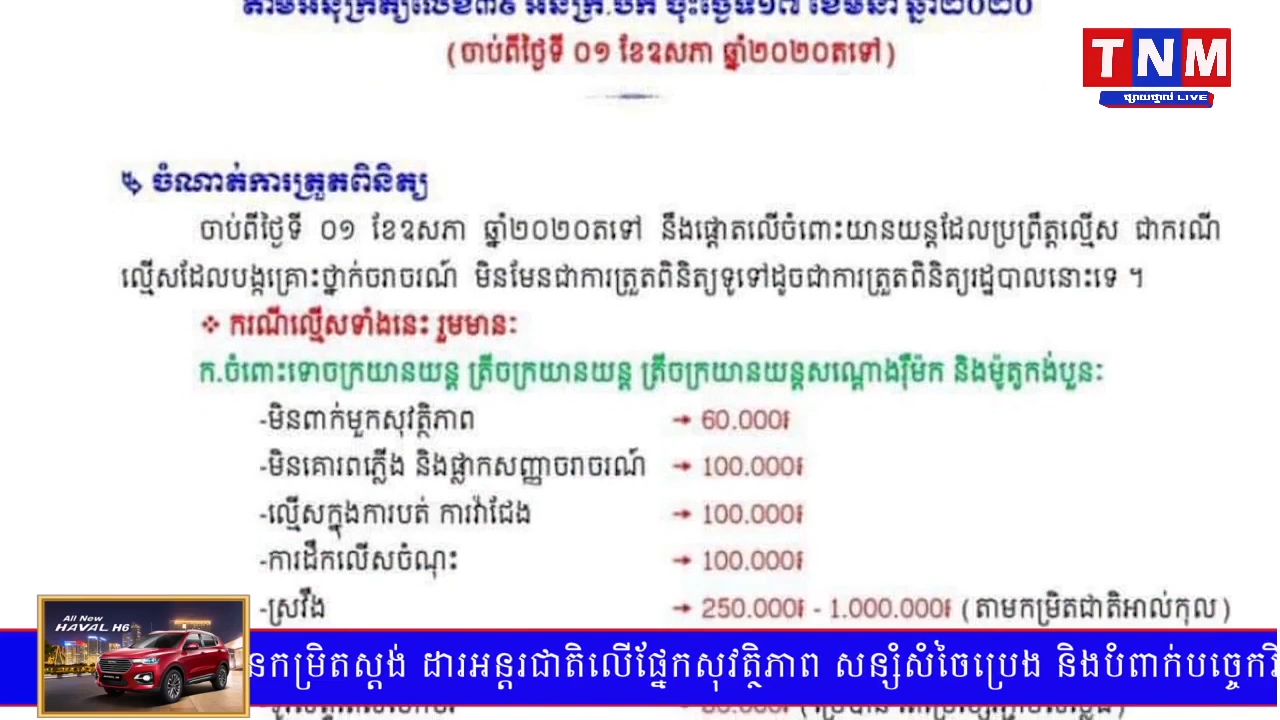 (ចាប់ពីថ្ងៃទី ០១ ខែឧសភា ឆ្នាំ២០២០តទៅ)
TNM
ផ្សាយផ្ទាល់ LIVE
ចំណាត់ការត្រួតពិនិត្យ
ចាប់ពីថ្ងៃទី ០១ ខែឧសភា ឆ្នាំ២០២០តទៅ នឹងផ្តោតលើចំពោះយានយន្តដែលប្រព្រឹត្តល្មើស ជាករណី
ល្មើសដែលបង្កគ្រោះថ្នាក់ចរាចរណ៍ មិនមែនជាការត្រួតពិនិត្យទូទៅដូចជាការត្រួតពិនិត្យរដ្ឋបាលនោះទេ ។
❖ ករណីល្មើសទាំងនេះ រួមមានៈ
ក.ចំពោះទោចក្រយានយន្ត ត្រីចក្រយានយន្ត ត្រីចក្រយានយន្តសណ្តោងរ៉ឺម៉ក និងម៉ូតូកង់បួនៈ
-មិនពាក់មួកសុវត្ថិភាព → 60.000៛
-មិនគោរពភ្លើង និងផ្លាកសញ្ញាចរាចរណ៍ → 100.000៛
-ល្មើសក្នុងការបត់ ការវ៉ាជែង → 100.000៛
-ការដឹកលើសចំណុះ → 100.000៛
-ស្រវឹង → 250.000៛ - 1.000.000៛ (តាមកម្រិតជាតិអាល់កុល)
All New
HAVAL H6
នកម្រិតស្តង់ ដារអន្តរជាតិលើផ្នែកសុវត្ថិភាព សន្សំសំចៃប្រេង និងបំពាក់បច្ចេកវិ